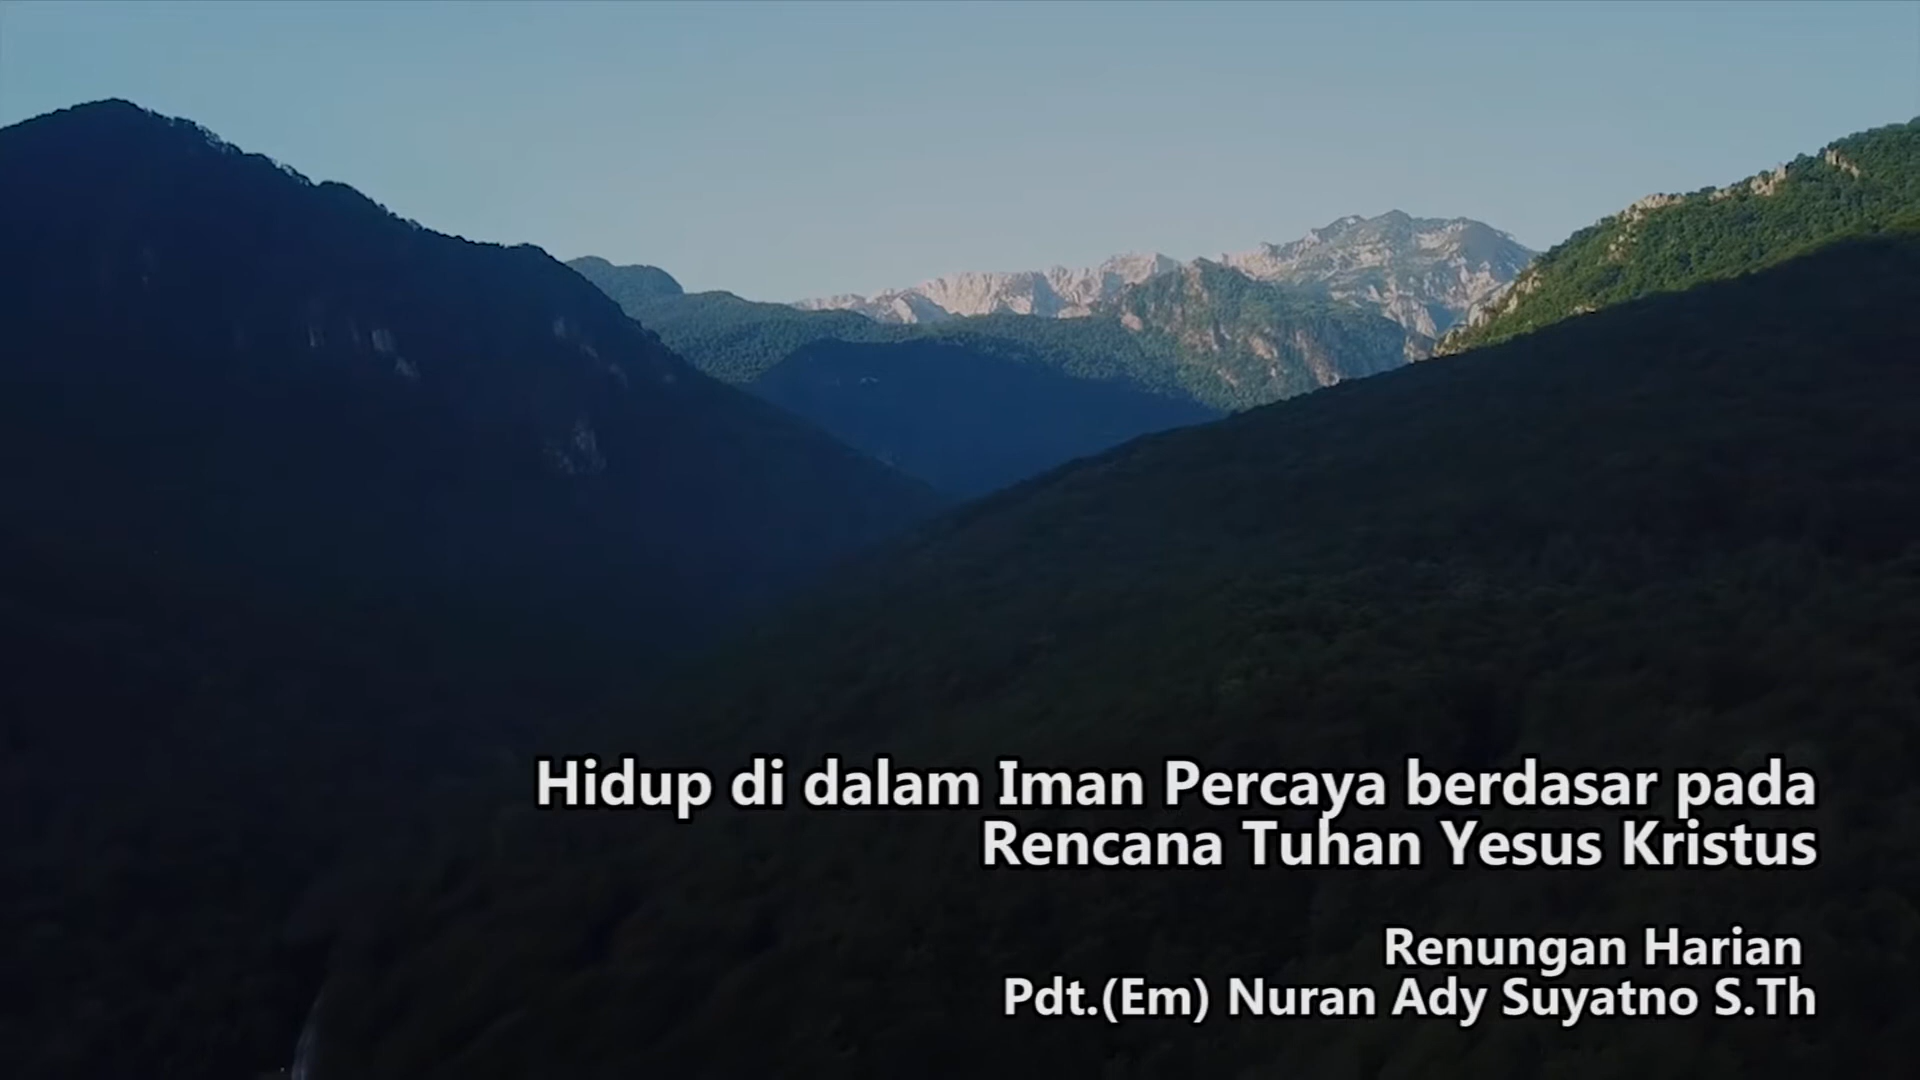 Hidup di dalam Iman Percaya berdasar pada
Rencana Tuhan Yesus Kristus
Renungan Harian
Pdt.(Em) Nuran Ady Suyatno S.Th